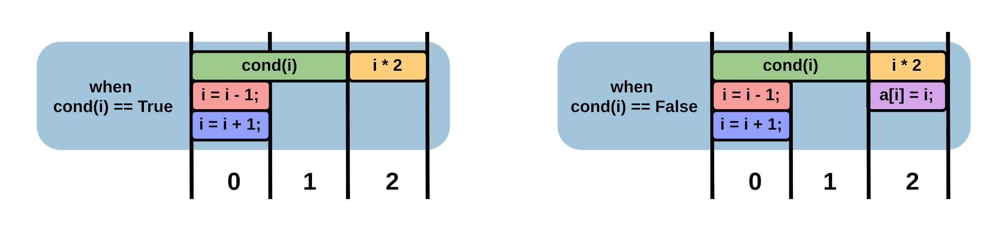 when
cond(i) == True
cond(i)
i * 2
i = i - 1;
i = i + 1;
0 1 2
when
cond(i) == False
cond(i)
i * 2
i = i - 1;
a[i] = i;
i = i + 1;
0 1 2